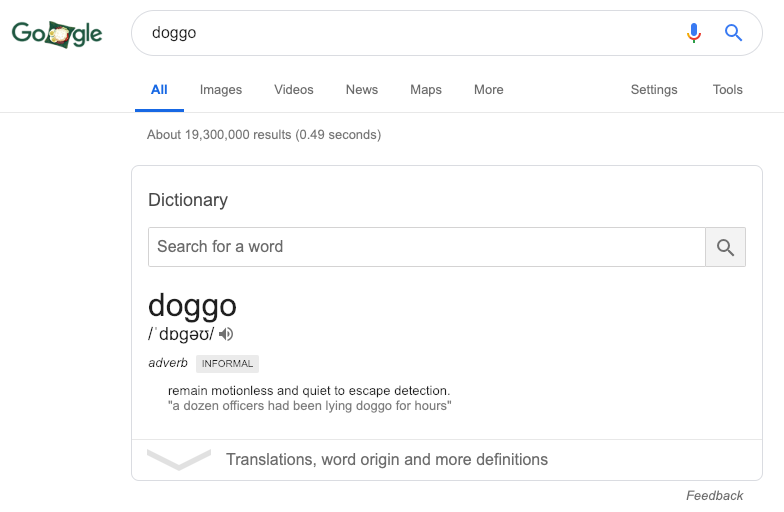 Google
doggo
All Images Videos News Maps More Settings Tools
About 19,300,000 results (0.49 seconds)
Dictionary
Search for a word
doggo
/ˈdɒɡəʊ/
adverb INFORMAL
remain motionless and quiet to escape detection.
"a dozen officers had been lying doggo for hours"
Translations, word origin and more definitions
Feedback